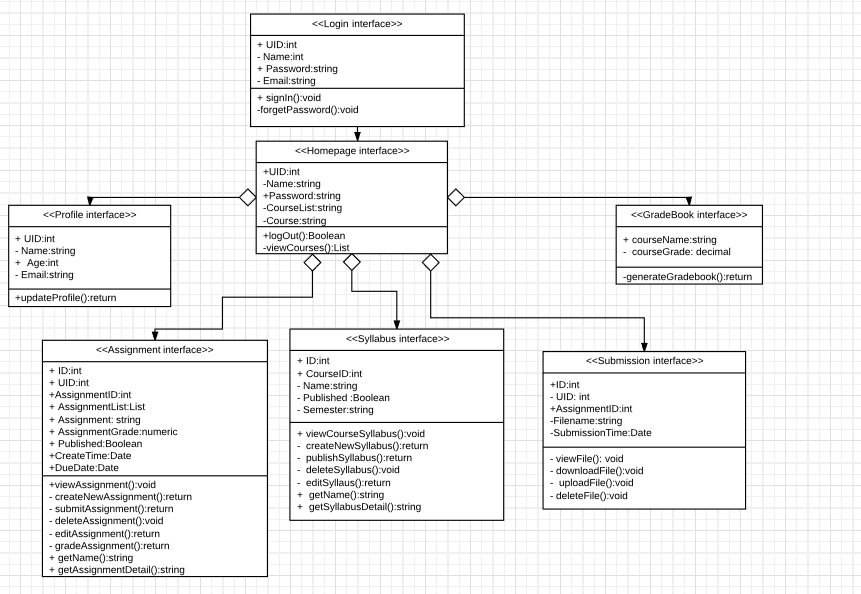 <<Login interface>>
+ UID:int
- Name:int
+ Password:string
- Email:string
+ signIn():void
-forgetPassword():void
<<Homepage interface>>
+UID:int
-Name:string
+Password:string
-CourseList:string
-Course:string
+logOut():Boolean
-viewCourses():List
<<Profile interface>>
+ UID:int
- Name:string
+  Age:int
- Email:string
+updateProfile():return
<<GradeBook interface>>
+ courseName:string
-  courseGrade: decimal
-generateGradebook():return
<<Assignment interface>>
+ ID:int
+ UID:int
+AssignmentID:int
+ AssignmentList:List
+ Assignment: string
+ AssignmentGrade:numeric
+ Published:Boolean
+CreateTime:Date
+DueDate:Date
+viewAssignment():void
- createNewAssignment():return
- submitAssignment():return
- deleteAssignment():void
- editAssignment():return
- gradeAssignment():return
+ getName():string
+ getAssignmentDetail():string
<<Syllabus interface>>
+ ID:int
+ CourseID:int
- Name:string
- Published :Boolean
- Semester:string
+ viewCourseSyllabus():void
-  createNewSyllabus():return
-  publishSyllabus():return
-  deleteSyllabus():void
-  editSyllaus():return
+  getName():string
+  getSyllabusDetail():string
<<Submission interface>>
+ID:int
- UID: int
+AssignmentID:int
-Filename:string
-SubmissionTime:Date
- viewFile(): void
- downloadFile():void
-  uploadFile():void
- deleteFile():void